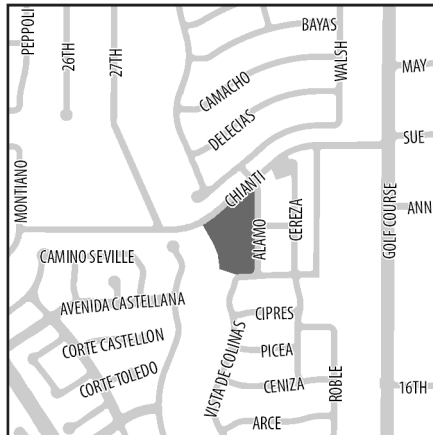 BAYAS
PEPPOLI
26TH
27TH
WALSH
MAY
CAMACHO
DELECIAS
SUE
CHIANTI
MONTIANO
ALAMO
CEREZA
GOLF COURSE
ANN
CAMINO SEVILLE
AVENIDA CASTELLANA
CIPRES
CORTE CASTELLON
VISTA DE COLINAS
PICEA
CORTE TOLEDO
CENIZA
ROBLE
16TH
ARCE